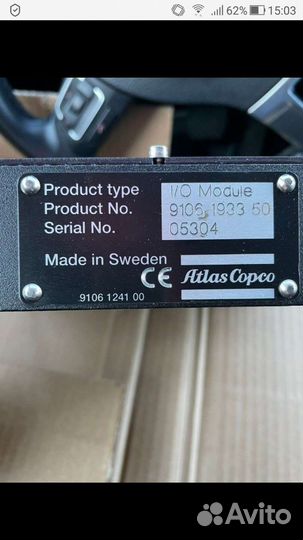 62% 15:03
Product type I/O Module
Product No. 9106 1933 50
Serial No. 05304
Made in Sweden
CE Atlas Copco
9106 1241 00
Avito